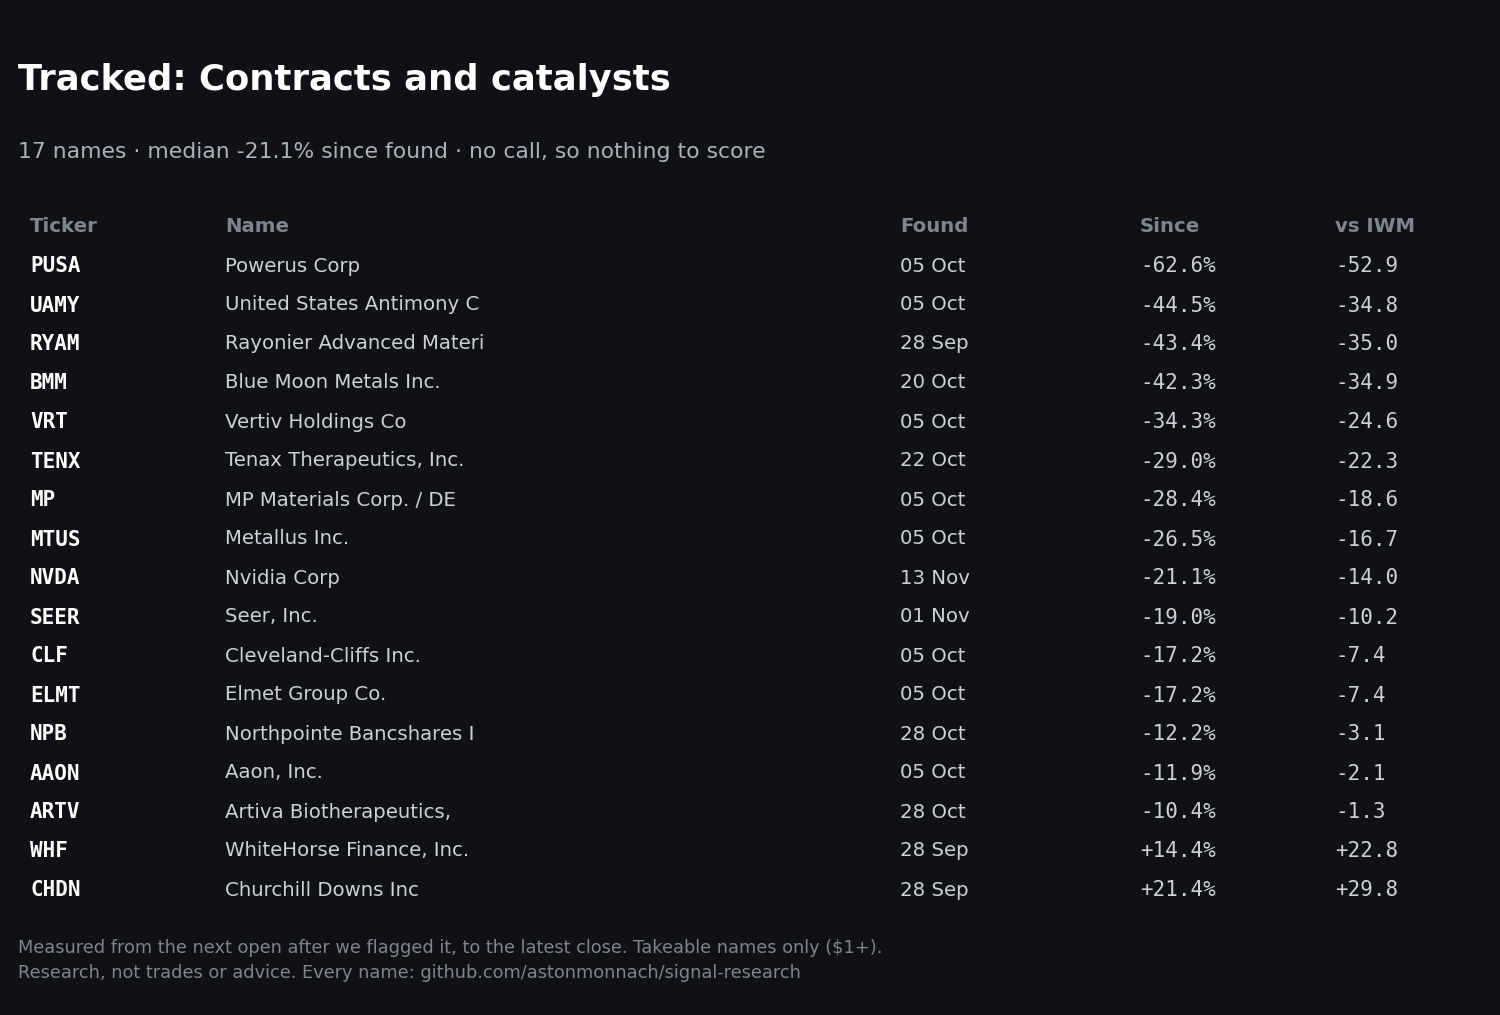 Tracked: Contracts and catalysts
17 names · median -21.1% since found · no call, so nothing to score
Ticker Name Found Since vs IWM
PUSA Powerus Corp 05 Oct -62.6% -52.9
UAMY United States Antimony C 05 Oct -44.5% -34.8
RYAM Rayonier Advanced Materi 28 Sep -43.4% -35.0
BMM Blue Moon Metals Inc. 20 Oct -42.3% -34.9
VRT Vertiv Holdings Co 05 Oct -34.3% -24.6
TENX Tenax Therapeutics, Inc. 22 Oct -29.0% -22.3
MP MP Materials Corp. / DE 05 Oct -28.4% -18.6
MTUS Metallus Inc. 05 Oct -26.5% -16.7
NVDA Nvidia Corp 13 Nov -21.1% -14.0
SEER Seer, Inc. 01 Nov -19.0% -10.2
CLF Cleveland-Cliffs Inc. 05 Oct -17.2% -7.4
ELMT Elmet Group Co. 05 Oct -17.2% -7.4
NPB Northpointe Bancshares I 28 Oct -12.2% -3.1
AAON Aaon, Inc. 05 Oct -11.9% -2.1
ARTV Artiva Biotherapeutics, 28 Oct -10.4% -1.3
WHF WhiteHorse Finance, Inc. 28 Sep +14.4% +22.8
CHDN Churchill Downs Inc 28 Sep +21.4% +29.8
Measured from the next open after we flagged it, to the latest close. Takeable names only ($1+).
Research, not trades or advice. Every name: github.com/astonmonnach/signal-research